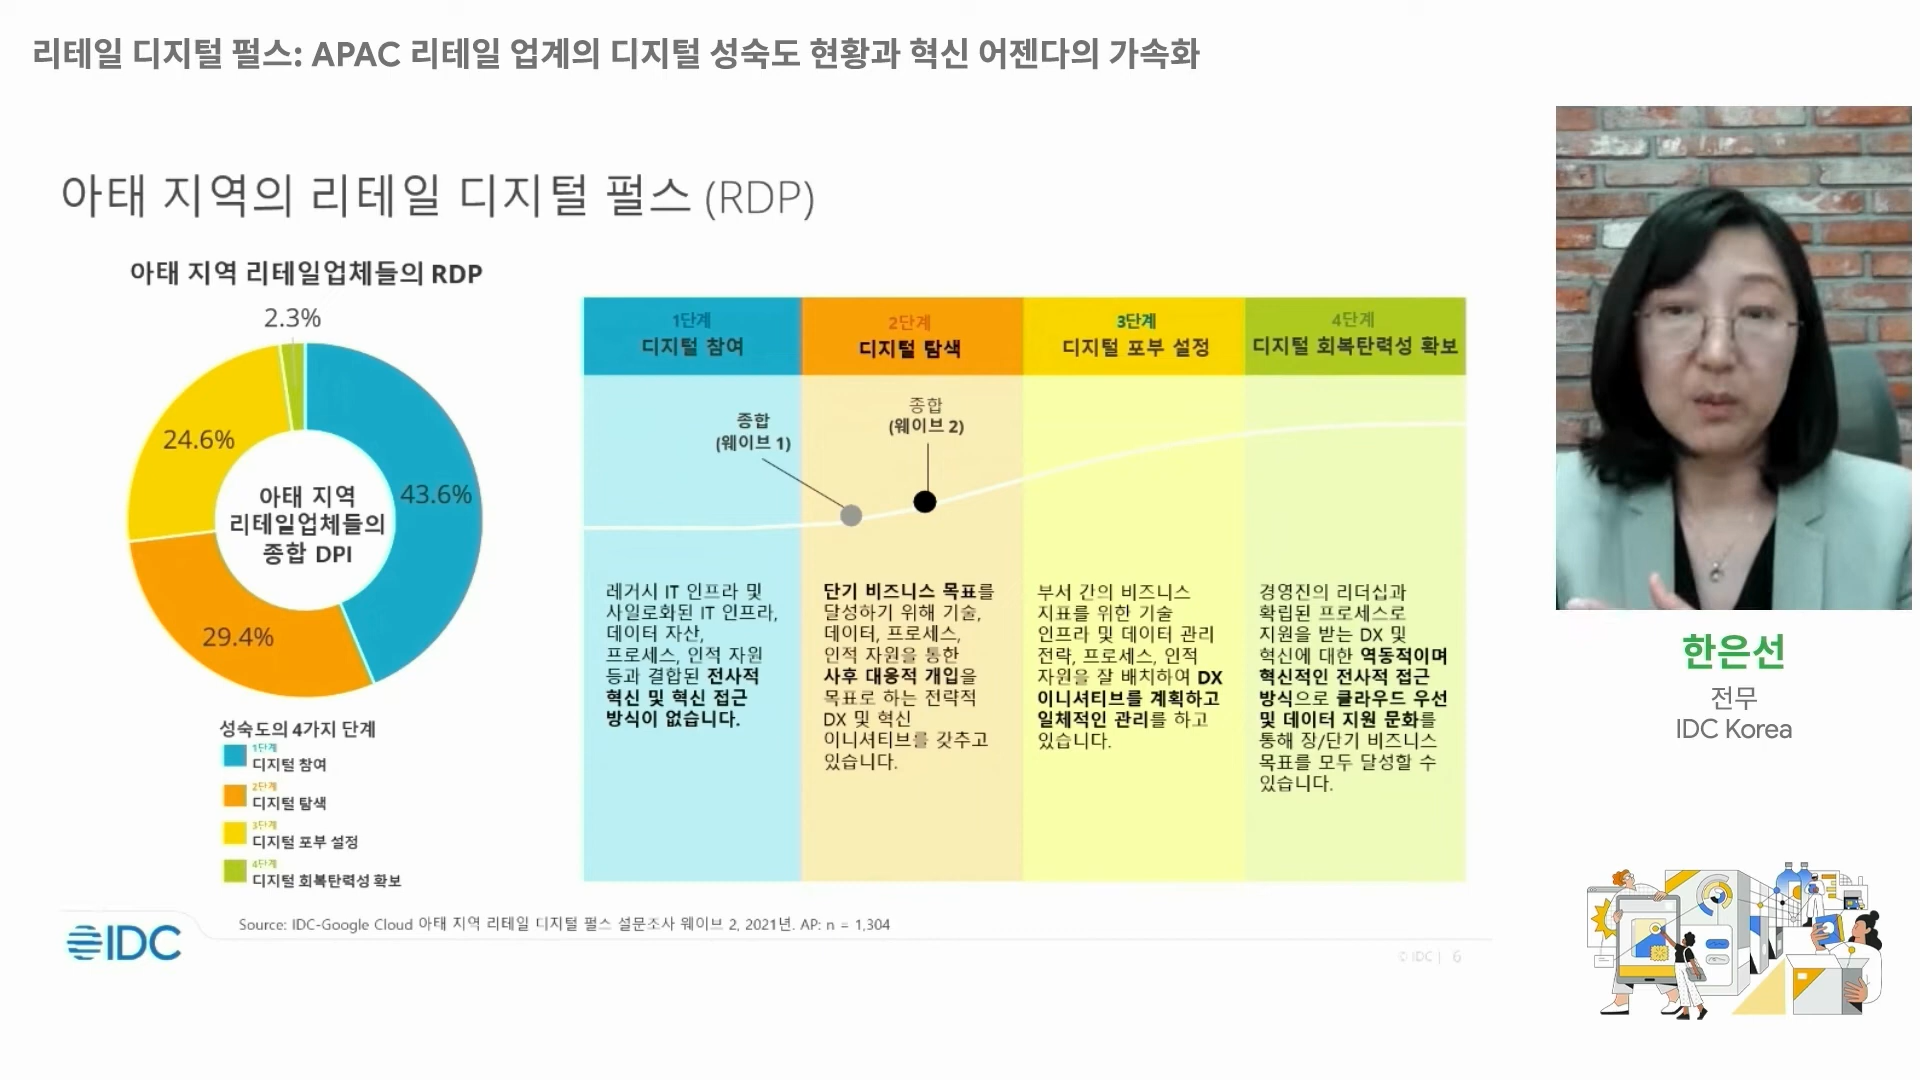 리테일 디지털 펄스: APAC 리테일 업계의 디지털 성숙도 현황과 혁신 어젠다의 가속화
아태 지역의 리테일 디지털 펄스 (RDP)
아태 지역 리테일업체들의 RDP
2.3%
24.6%
43.6%
29.4%
아태 지역
리테일업체들의
종합 DPI
성숙도의 4가지 단계
1단계
디지털 참여
2단계
디지털 탐색
3단계
디지털 포부 설정
4단계
디지털 회복탄력성 확보
1단계
디지털 참여
2단계
디지털 탐색
3단계
디지털 포부 설정
4단계
디지털 회복탄력성 확보
종합
(웨이브 1)
종합
(웨이브 2)
레거시 IT 인프라 및
사일로화된 IT 인프라,
데이터 자산,
프로세스, 인적 자원
등과 결합된 전사적
혁신 및 혁신 접근
방식이 없습니다.
단기 비즈니스 목표를
달성하기 위해 기술,
데이터, 프로세스,
인적 자원을 통한
사후 대응적 개입을
목표로 하는 전략적
DX 및 혁신
이니셔티브를 갖추고
있습니다.
부서 간의 비즈니스
지표를 위한 기술
인프라 및 데이터 관리
전략, 프로세스, 인적
자원을 잘 배치하여 DX
이니셔티브를 계획하고
일체적인 관리를 하고
있습니다.
경영진의 리더십과
확립된 프로세스로
지원을 받는 DX 및
혁신에 대한 역동적이며
혁신적인 전사적 접근
방식으로 클라우드 우선
및 데이터 지원 문화를
통해 장/단기 비즈니스
목표를 모두 달성할 수
있습니다.
IDC
Source: IDC-Google Cloud 아태 지역 리테일 디지털 펄스 설문조사 웨이브 2, 2021년. AP: n = 1,304
© IDC | 6
한은선
전무
IDC Korea